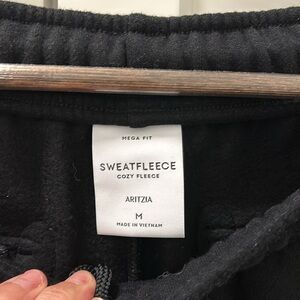 MEGA FIT
SWEATFLEECE
COZY FLEECE
ARITZIA
M
MADE IN VIETNAM